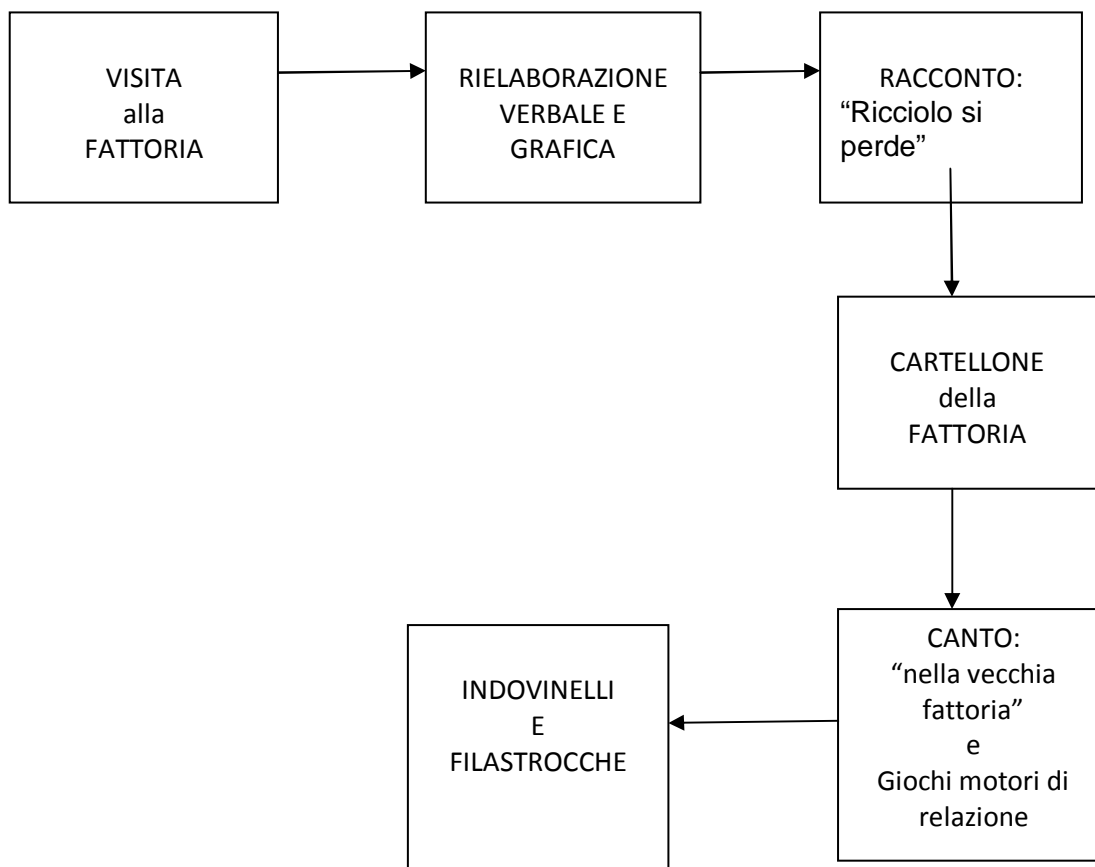 VISITA
alla
FATTORIA
RIELABORAZIONE
VERBALE E
GRAFICA
RACCONTO:
“Ricciolo si
perde”
CARTELLONE
della
FATTORIA
CANTO:
“nella vecchia
fattoria”
e
Giochi motori di
relazione
INDOVINELLI
E
FILASTROCCHE